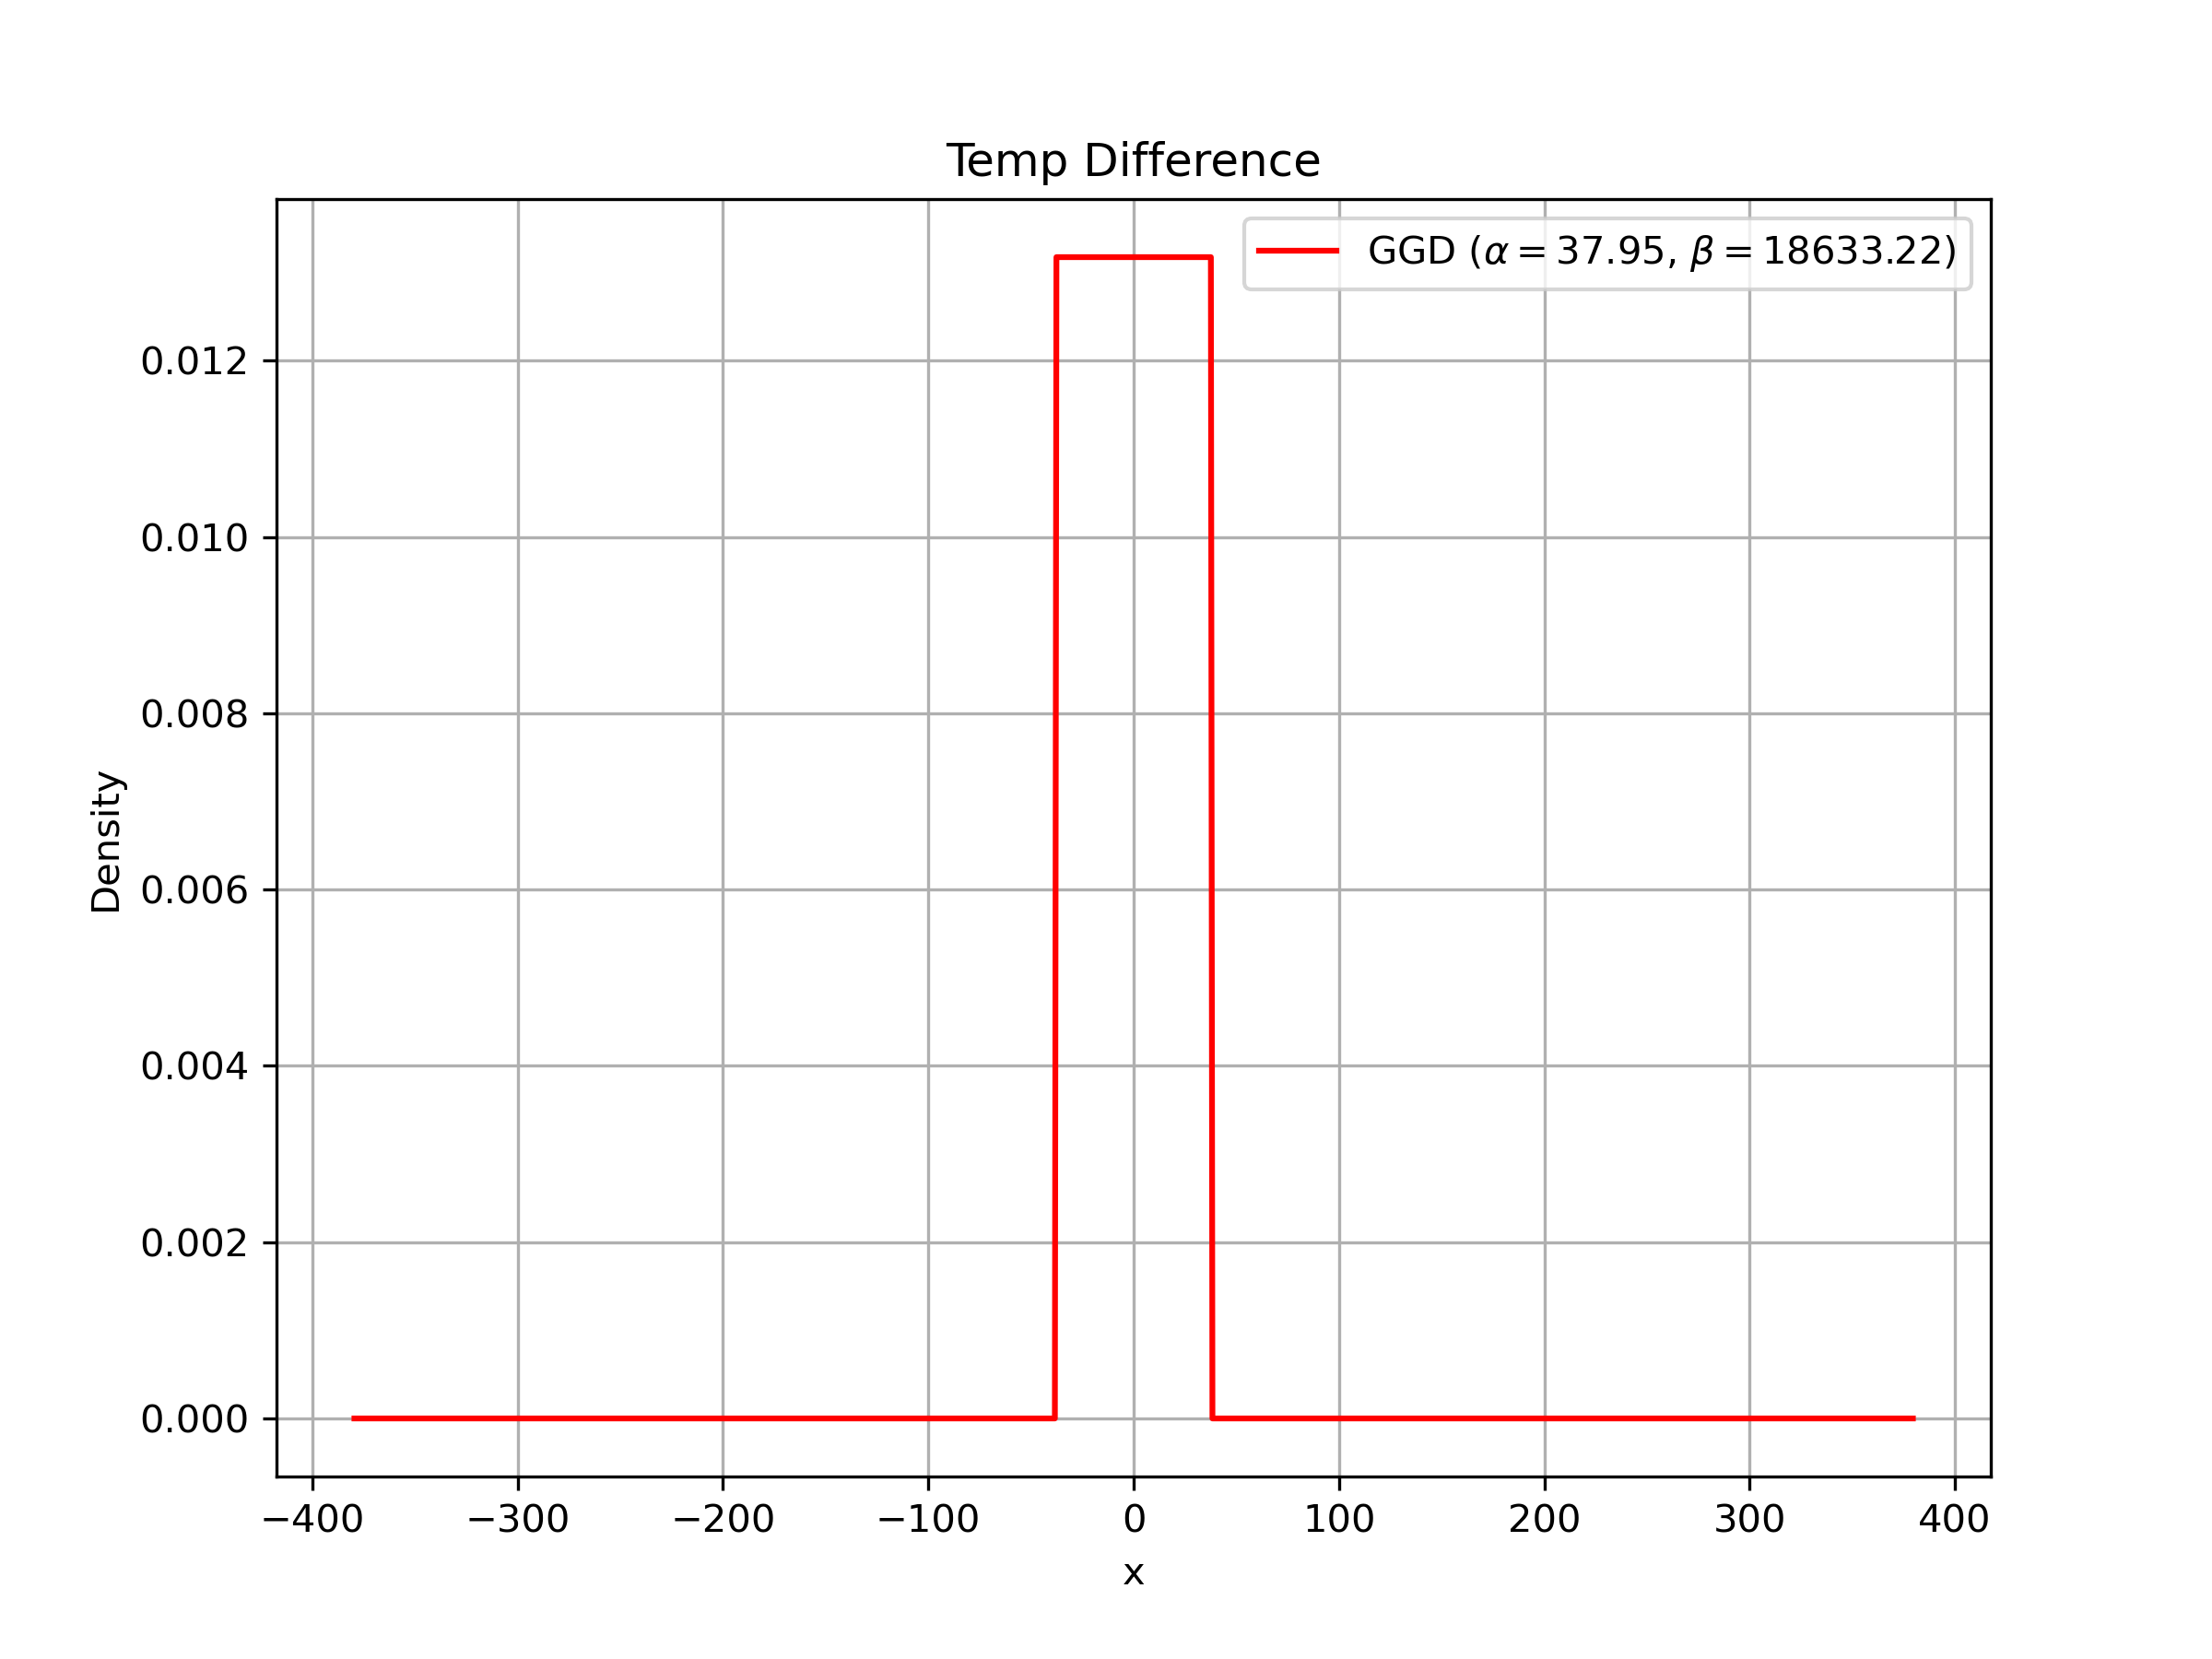 Temp Difference
GGD (α = 37.95, β = 18633.22)
0.012
0.010
0.008
0.006
0.004
0.002
0.000
Density
−400 −300 −200 −100 0 100 200 300 400
x